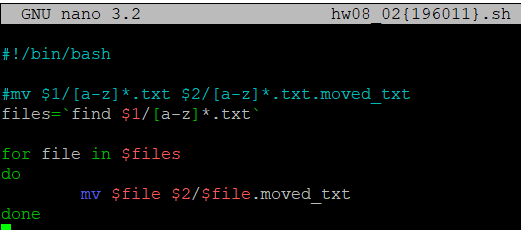 GNU nano 3.2 hw08_02{196011}.sh
#!/bin/bash
#mv $1/[a-z]*.txt $2/[a-z]*.txt.moved_txt
files=`find $1/[a-z]*.txt`
for file in $files
do
mv $file $2/$file.moved_txt
done